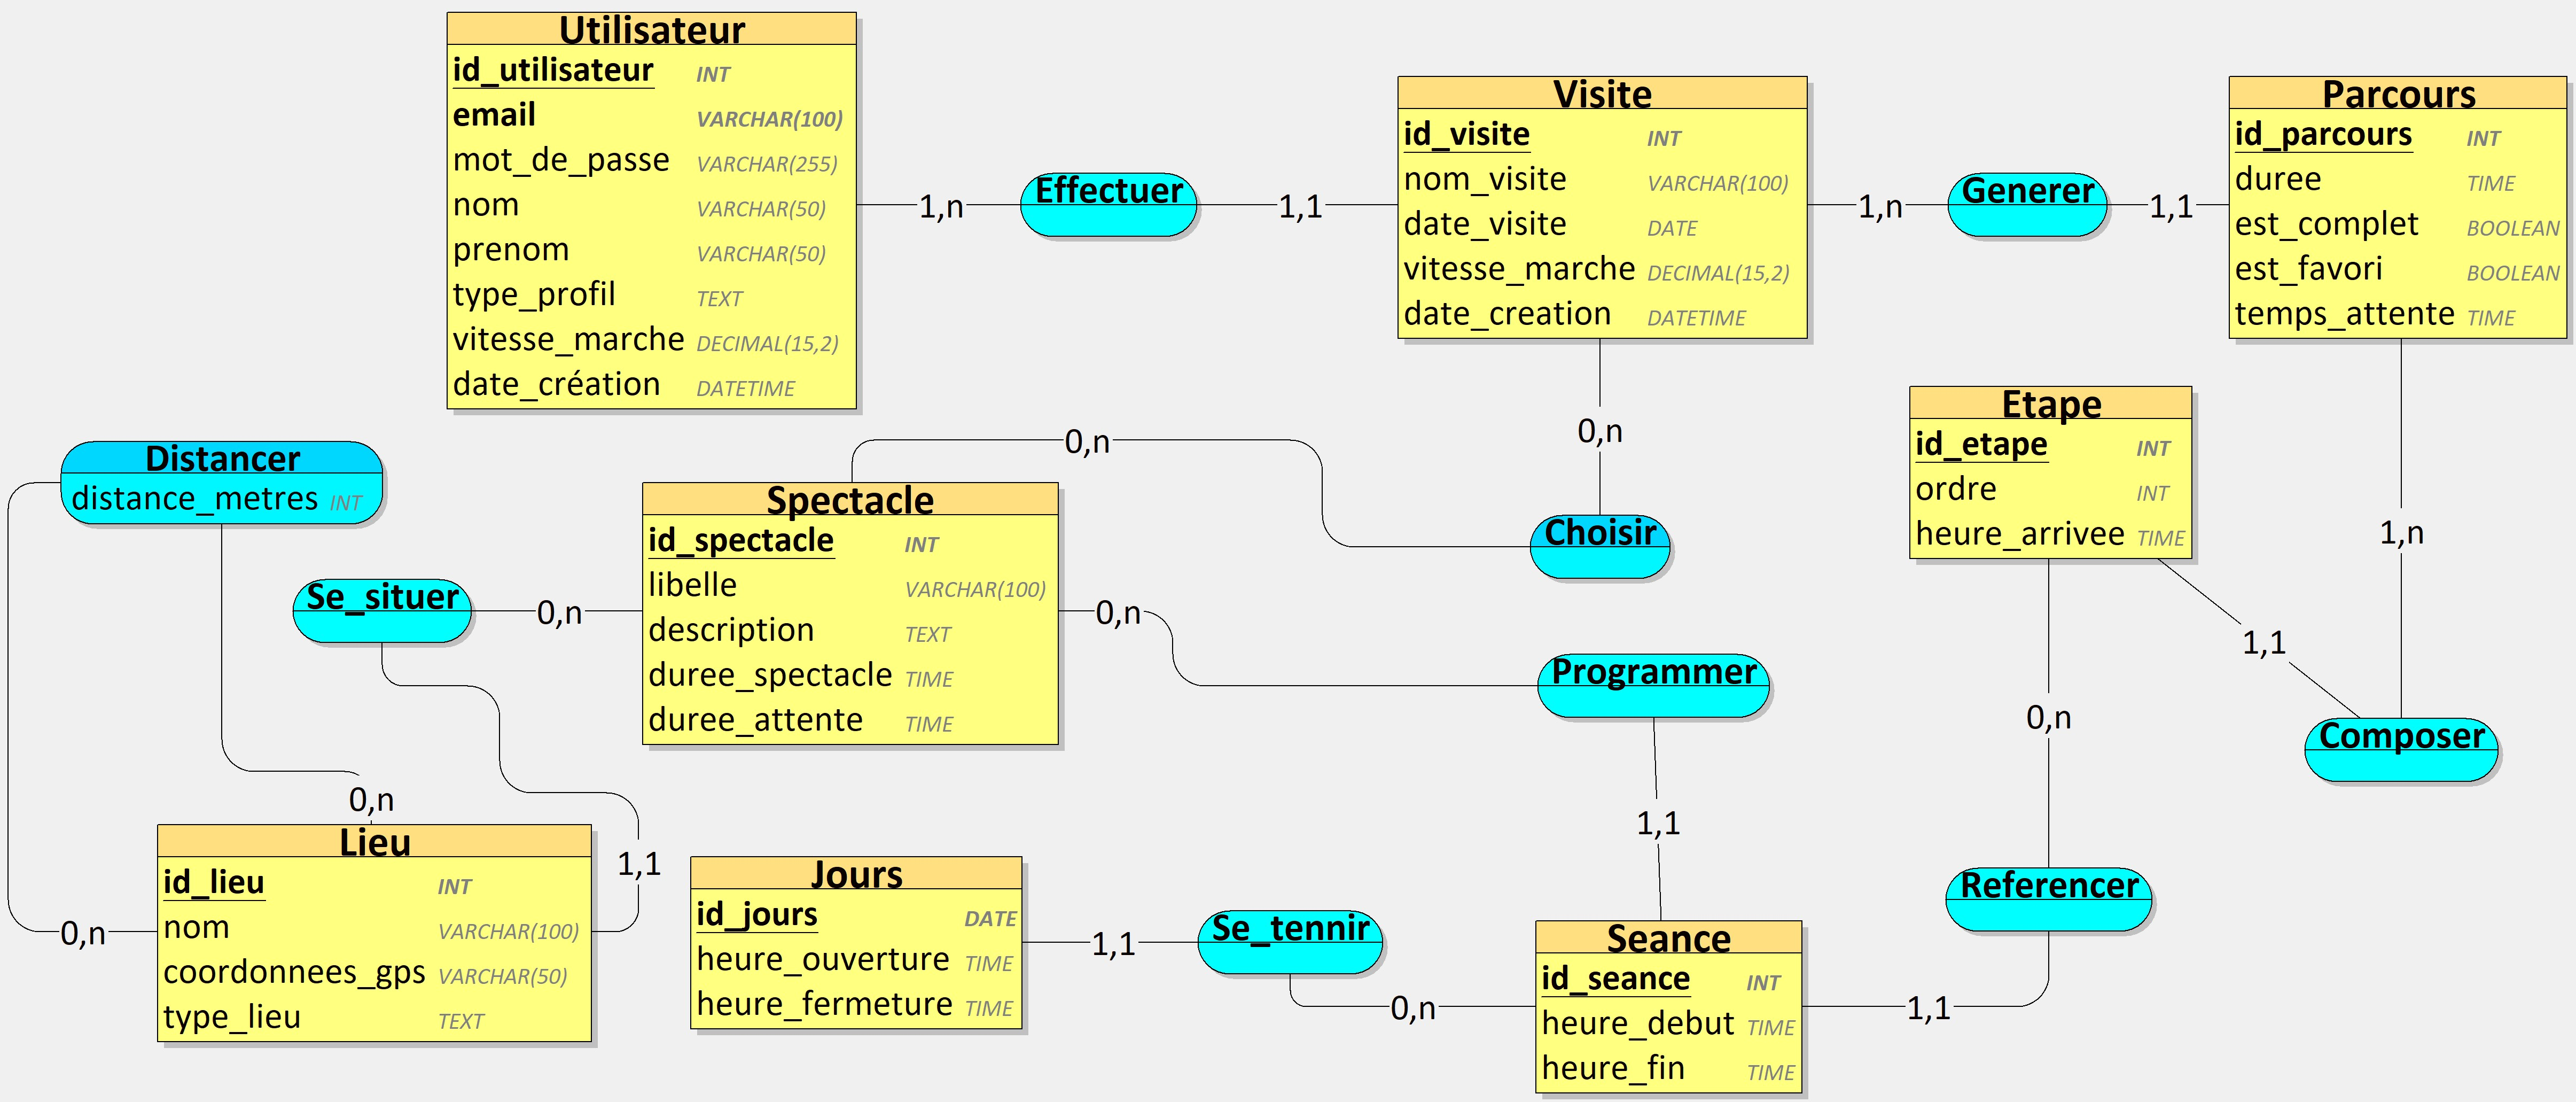 Utilisateur
id_utilisateur INT
email VARCHAR(100)
mot_de_passe VARCHAR(255)
nom VARCHAR(50)
prenom VARCHAR(50)
type_profil TEXT
vitesse_marche DECIMAL(15,2)
date_création DATETIME
1,n
Effectuer
1,1
Visite
id_visite INT
nom_visite VARCHAR(100)
date_visite DATE
vitesse_marche DECIMAL(15,2)
date_creation DATETIME
1,n
Generer
1,1
Parcours
id_parcours INT
duree TIME
est_complet BOOLEAN
est_favori BOOLEAN
temps_attente TIME
Distancer
distance_metres INT
0,n
0,n
Etape
id_etape INT
ordre INT
heure_arrivee TIME
Se_situer
0,n
Spectacle
id_spectacle INT
libelle VARCHAR(100)
description TEXT
duree_spectacle TIME
duree_attente TIME
0,n
Choisir
Programmer
1,n
1,1
0,n
Composer
0,n
Lieu
id_lieu INT
nom VARCHAR(100)
coordonnees_gps VARCHAR(50)
type_lieu TEXT
0,n
1,1
Jours
id_jours DATE
heure_ouverture TIME
heure_fermeture TIME
1,1
Se_tennir
0,n
1,1
Seance
id_seance INT
heure_debut TIME
heure_fin TIME
Referencer
1,1